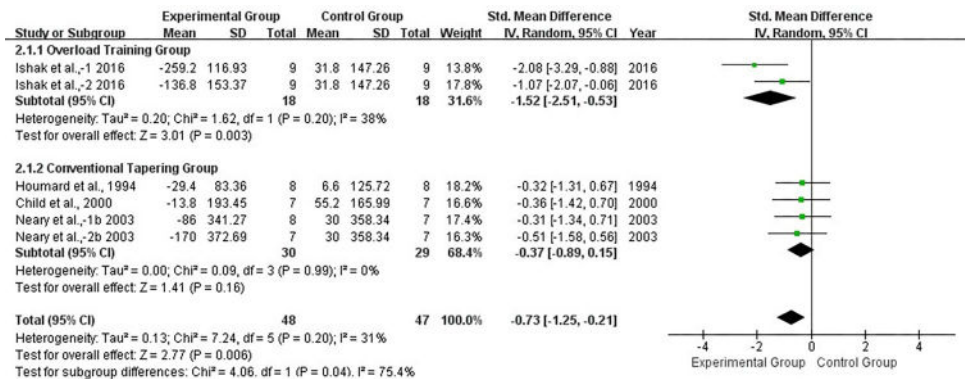 Experimental Group Control Group Std. Mean Difference Std. Mean Difference
Study or Subgroup Mean SD Total Mean SD Total Weight IV, Random, 95% CI Year IV, Random, 95% CI
2.1.1 Overload Training Group
Ishak et al.,-1 2016 -259.2 116.93 9 31.8 147.26 9 13.8% -2.08 [-3.29, -0.88] 2016
Ishak et al.,-2 2016 -136.8 153.37 9 31.8 147.26 9 17.8% -1.07 [-2.07, -0.06] 2016
Subtotal (95% CI) 18 18 31.6% -1.52 [-2.51, -0.53]
Heterogeneity: Tau² = 0.20; Chi² = 1.62, df = 1 (P = 0.20); I² = 38%
Test for overall effect: Z = 3.01 (P = 0.003)
2.1.2 Conventional Tapering Group
Houmard et al., 1994 -29.4 83.36 8 6.6 125.72 8 18.2% -0.32 [-1.31, 0.67] 1994
Child et al., 2000 -13.8 193.45 7 55.2 165.99 7 16.6% -0.36 [-1.42, 0.70] 2000
Neary et al.,-1b 2003 -86 341.27 8 30 358.34 7 17.4% -0.31 [-1.34, 0.71] 2003
Neary et al.,-2b 2003 -170 372.69 7 30 358.34 7 16.3% -0.51 [-1.58, 0.56] 2003
Subtotal (95% CI) 30 29 68.4% -0.37 [-0.89, 0.15]
Heterogeneity: Tau² = 0.00; Chi² = 0.09, df = 3 (P = 0.99); I² = 0%
Test for overall effect: Z = 1.41 (P = 0.16)
Total (95% CI) 48 47 100.0% -0.73 [-1.25, -0.21]
Heterogeneity: Tau² = 0.13; Chi² = 7.24, df = 5 (P = 0.20); I² = 31%
Test for overall effect: Z = 2.77 (P = 0.006)
Test for subgroup differences: Chi² = 4.06, df = 1 (P = 0.04), I² = 75.4%
-4 -2 0 2 4
Experimental Group Control Group